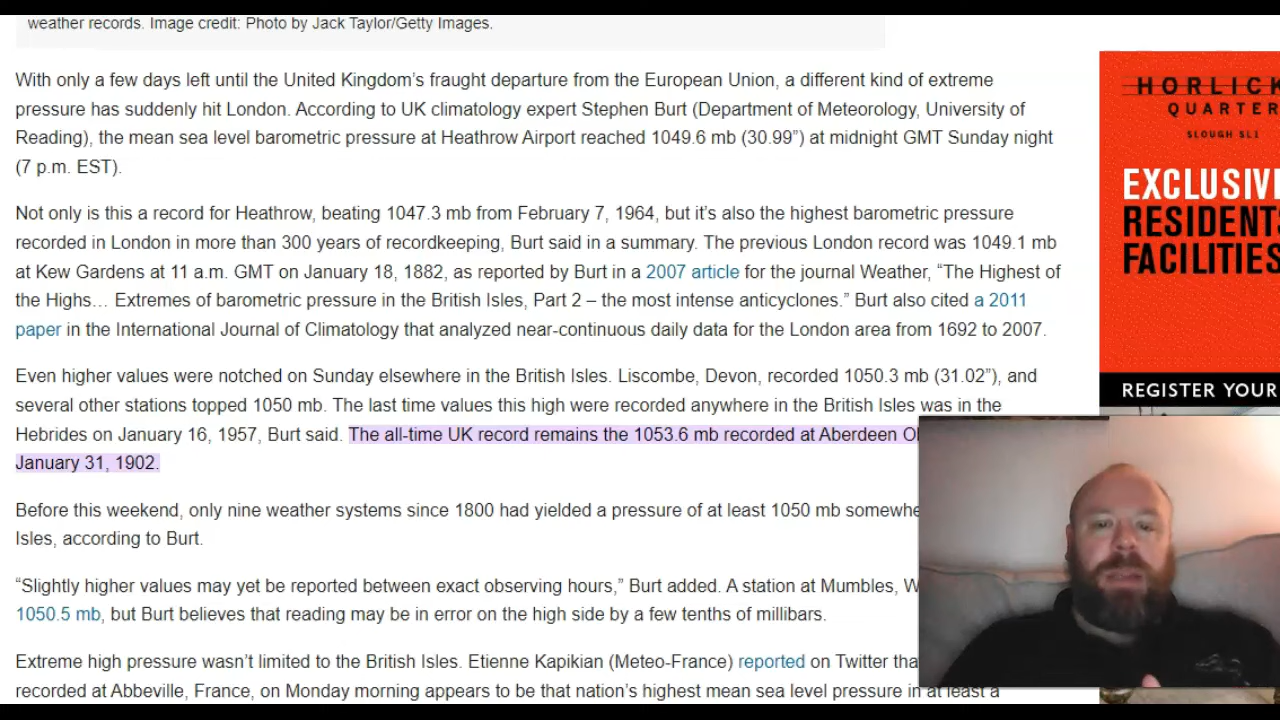 weather records. Image credit: Photo by Jack Taylor/Getty Images.
With only a few days left until the United Kingdom’s fraught departure from the European Union, a different kind of extreme
pressure has suddenly hit London. According to UK climatology expert Stephen Burt (Department of Meteorology, University of
Reading), the mean sea level barometric pressure at Heathrow Airport reached 1049.6 mb (30.99”) at midnight GMT Sunday night
(7 p.m. EST).
Not only is this a record for Heathrow, beating 1047.3 mb from February 7, 1964, but it’s also the highest barometric pressure
recorded in London in more than 300 years of recordkeeping, Burt said in a summary. The previous London record was 1049.1 mb
at Kew Gardens at 11 a.m. GMT on January 18, 1882, as reported by Burt in a 2007 article for the journal Weather, “The Highest of
the Highs… Extremes of barometric pressure in the British Isles, Part 2 – the most intense anticyclones.” Burt also cited a 2011
paper in the International Journal of Climatology that analyzed near-continuous daily data for the London area from 1692 to 2007.
Even higher values were notched on Sunday elsewhere in the British Isles. Liscombe, Devon, recorded 1050.3 mb (31.02”), and
several other stations topped 1050 mb. The last time values this high were recorded anywhere in the British Isles was in the
Hebrides on January 16, 1957, Burt said. The all-time UK record remains the 1053.6 mb recorded at Aberdeen
January 31, 1902.
Before this weekend, only nine weather systems since 1800 had yielded a pressure of at least 1050 mb
Isles, according to Burt.
“Slightly higher values may yet be reported between exact observing hours,” Burt added. A station at Mumbles,
1050.5 mb, but Burt believes that reading may be in error on the high side by a few tenths of millibars.
Extreme high pressure wasn’t limited to the British Isles. Etienne Kapikian (Meteo-France) reported on Twitter
recorded at Abbeville, France, on Monday morning appears to be that nation’s highest mean sea level pressure in at least a
HORLICK
QUARTER
SLOUGH SL1
EXCLUSIVE
RESIDENTS
FACILITIES
REGISTER YOUR